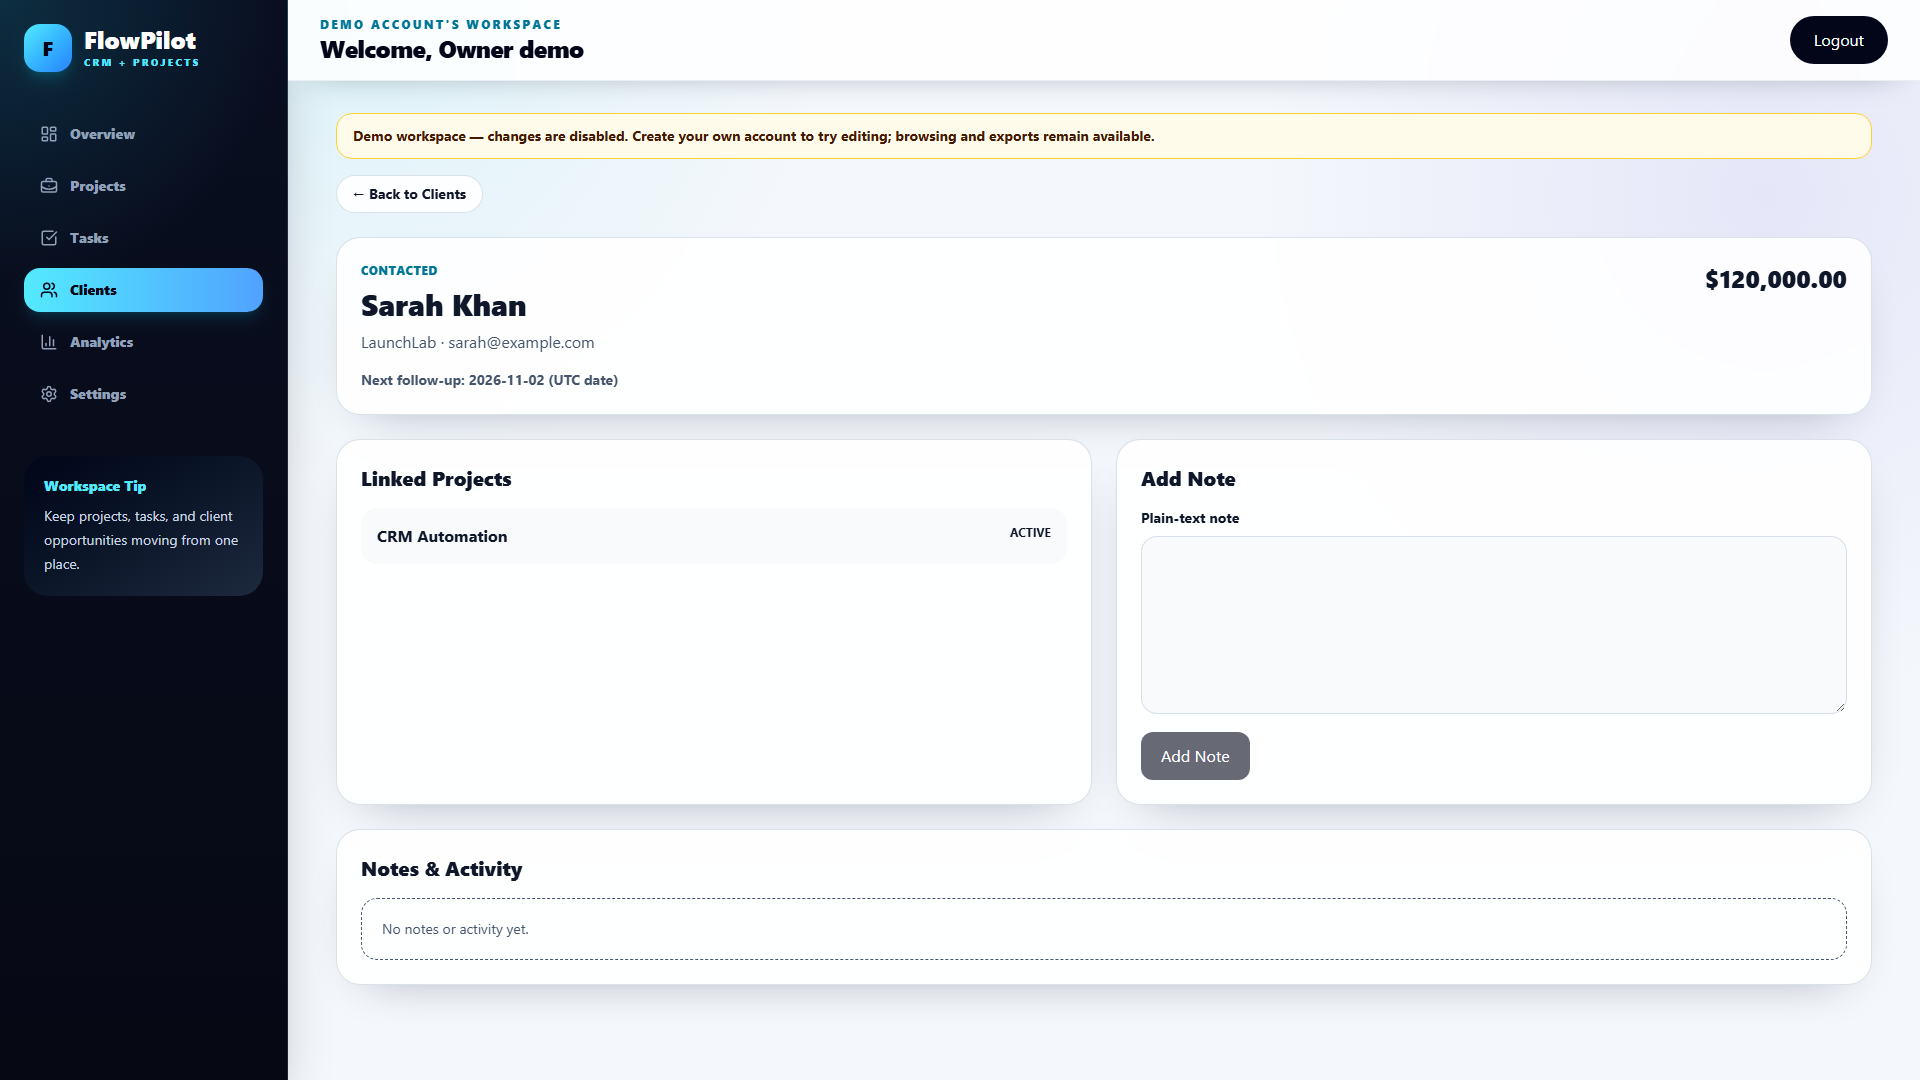 F
FlowPilot
CRM + PROJECTS
Overview
Projects
Tasks
Clients
Analytics
Settings
Workspace Tip
Keep projects, tasks, and client
opportunities moving from one
place.
DEMO ACCOUNT'S WORKSPACE
Welcome, Owner demo
Logout
Demo workspace — changes are disabled. Create your own account to try editing; browsing and exports remain available.
← Back to Clients
CONTACTED
Sarah Khan
$120,000.00
LaunchLab · sarah@example.com
Next follow-up: 2026-11-02 (UTC date)
Linked Projects
CRM Automation
ACTIVE
Add Note
Plain-text note
Add Note
Notes & Activity
No notes or activity yet.